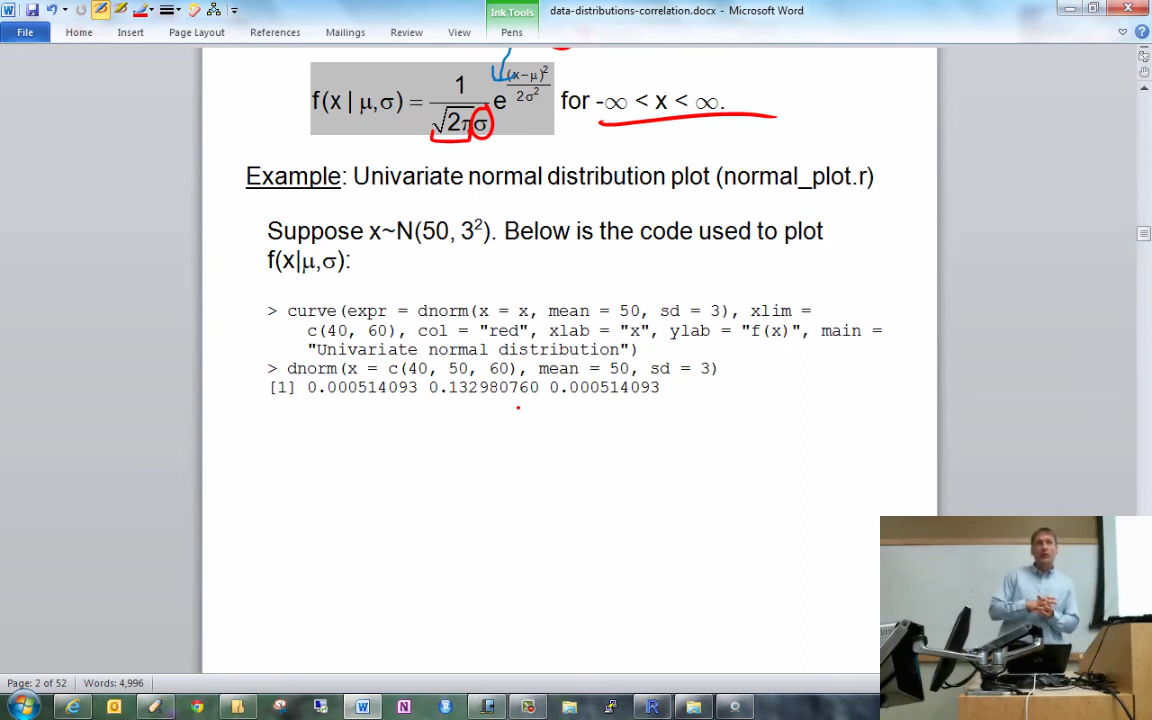 Ink Tools
data-distributions-correlation.docx - Microsoft Word
File Home Insert Page Layout References Mailings Review View Pens
f(x | μ,σ) = 1/(√2π σ) e (x−μ)²/2σ² for -∞ < x < ∞.
Example: Univariate normal distribution plot (normal_plot.r)
Suppose x~N(50, 3²). Below is the code used to plot
f(x|μ,σ):
> curve(expr = dnorm(x = x, mean = 50, sd = 3), xlim =
c(40, 60), col = "red", xlab = "x", ylab = "f(x)", main =
"Univariate normal distribution")
> dnorm(x = c(40, 50, 60), mean = 50, sd = 3)
[1] 0.000514093 0.132980760 0.000514093
Page: 2 of 52 Words: 4,996